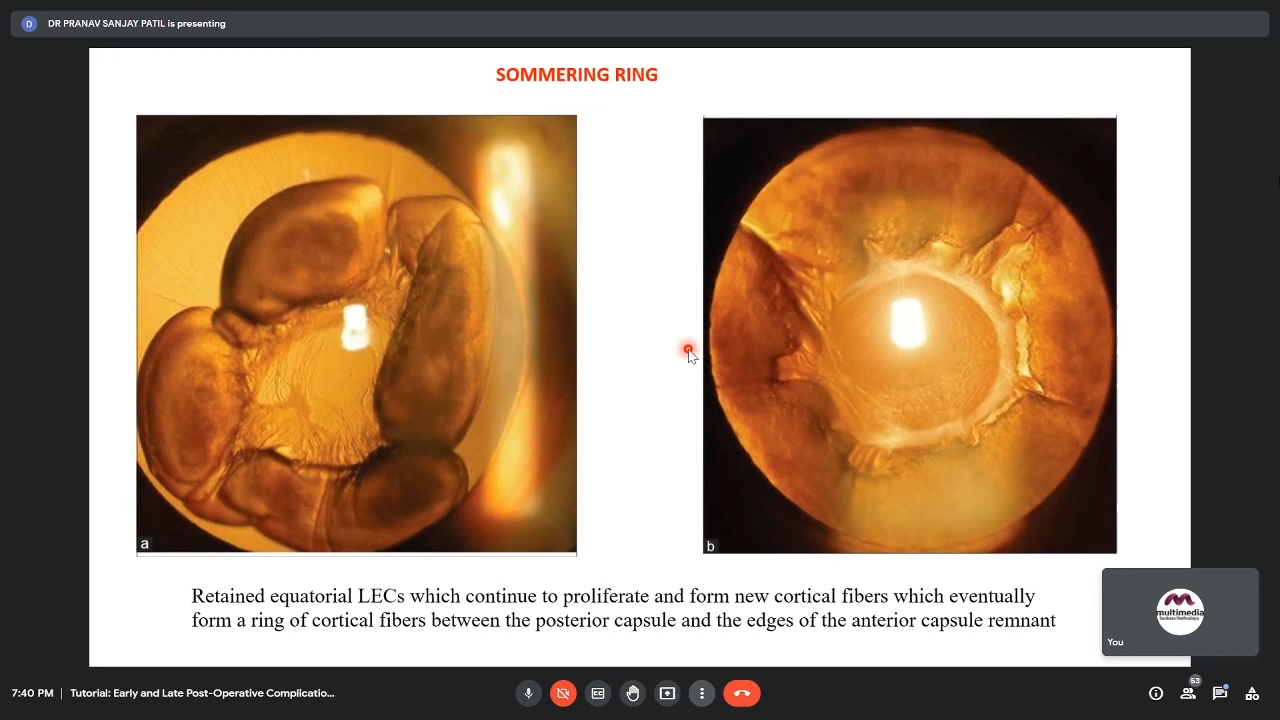 D
DR PRANAV SANJAY PATIL is presenting
SOMMERING RING
a
b
Retained equatorial LECs which continue to proliferate and form new cortical fibers which eventually
form a ring of cortical fibers between the posterior capsule and the edges of the anterior capsule remnant
multimedia
Sankara Nethralaya
You
7:40 PM | Tutorial: Early and Late Post-Operative Complicatio...
53